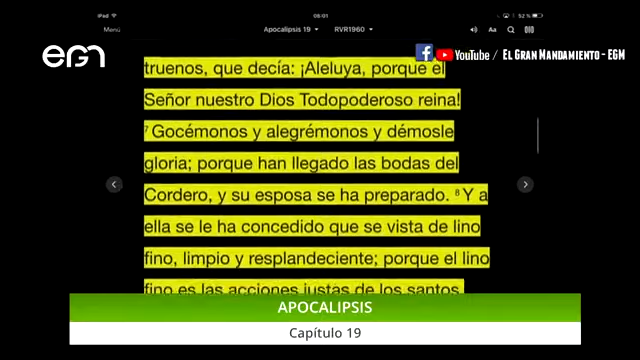 iPad
08:01
52 %
Menú
Apocalipsis 19
RVR1960
Aa
EGM
YouTube / El Gran Mandamiento - EGM
truenos, que decía: ¡Aleluya, porque el
Señor nuestro Dios Todopoderoso reina!
7 Gocémonos y alegrémonos y démosle
gloria; porque han llegado las bodas del
Cordero, y su esposa se ha preparado. 8 Y a
ella se le ha concedido que se vista de lino
fino, limpio y resplandeciente; porque el lino
fino es las acciones justas de los santos.
APOCALIPSIS
Capítulo 19